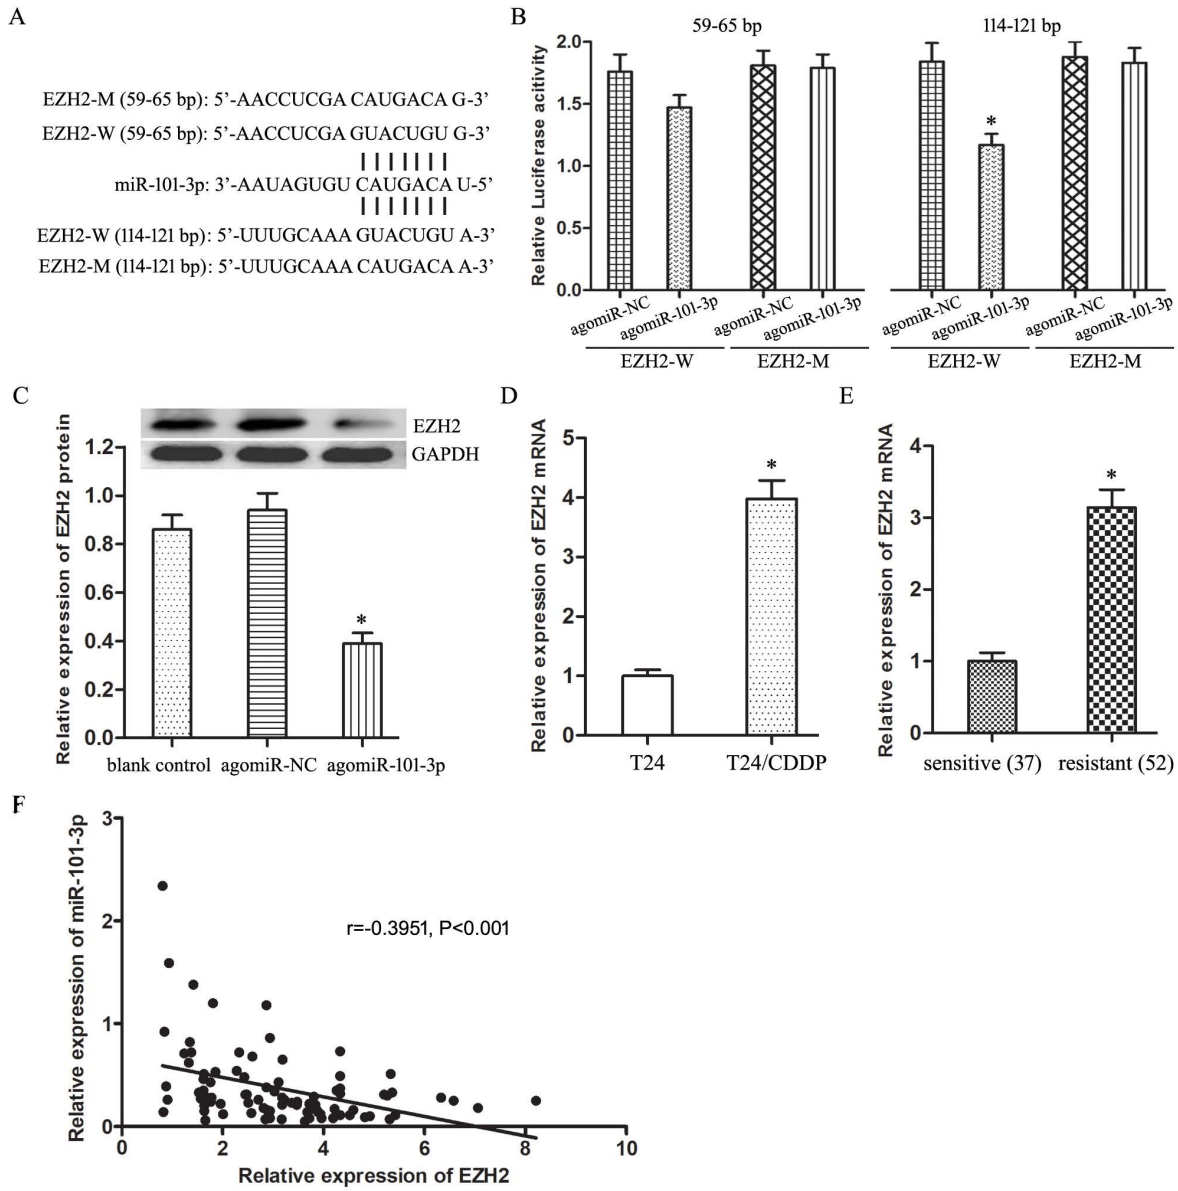 A
EZH2-M (59-65 bp): 5’-AACCUCGA CAUGACA G-3’
EZH2-W (59-65 bp): 5’-AACCUCGA GUACUGU G-3’
miR-101-3p: 3’-AAUAGUGU CAUGACA U-5’
EZH2-W (114-121 bp): 5’-UUUGCAAA GUACUGU A-3’
EZH2-M (114-121 bp): 5’-UUUGCAAA CAUGACA A-3’
B
59-65 bp
114-121 bp
Relative Luciferase acitivity
2.0
1.5
1.0
0.5
0.0
*
agomiR-NC
agomiR-101-3p
agomiR-NC
agomiR-101-3p
agomiR-NC
agomiR-101-3p
agomiR-NC
agomiR-101-3p
EZH2-W
EZH2-M
EZH2-W
EZH2-M
C
EZH2
GAPDH
Relative expression of EZH2 protein
1.2
1.0
0.8
0.6
0.4
0.2
0.0
*
blank control
agomiR-NC
agomiR-101-3p
D
Relative expression of EZH2 mRNA
5
4
3
2
1
0
*
T24
T24/CDDP
E
Relative expression of EZH2 mRNA
4
3
2
1
0
*
sensitive (37)
resistant (52)
F
Relative expression of miR-101-3p
3
2
1
0
r=-0.3951, P<0.001
0
2
4
6
8
10
Relative expression of EZH2